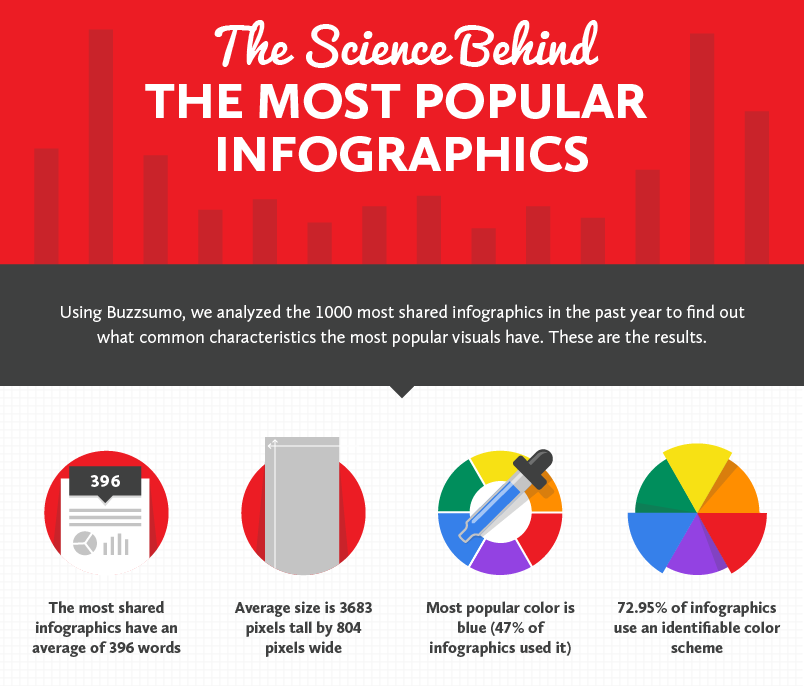 The Science Behind
THE MOST POPULAR
INFOGRAPHICS
Using Buzzsumo, we analyzed the 1000 most shared infographics in the past year to find out
what common characteristics the most popular visuals have. These are the results.
396
The most shared
infographics have an
average of 396 words
Average size is 3683
pixels tall by 804
pixels wide
Most popular color is
blue (47% of
infographics used it)
72.95% of infographics
use an identifiable color
scheme